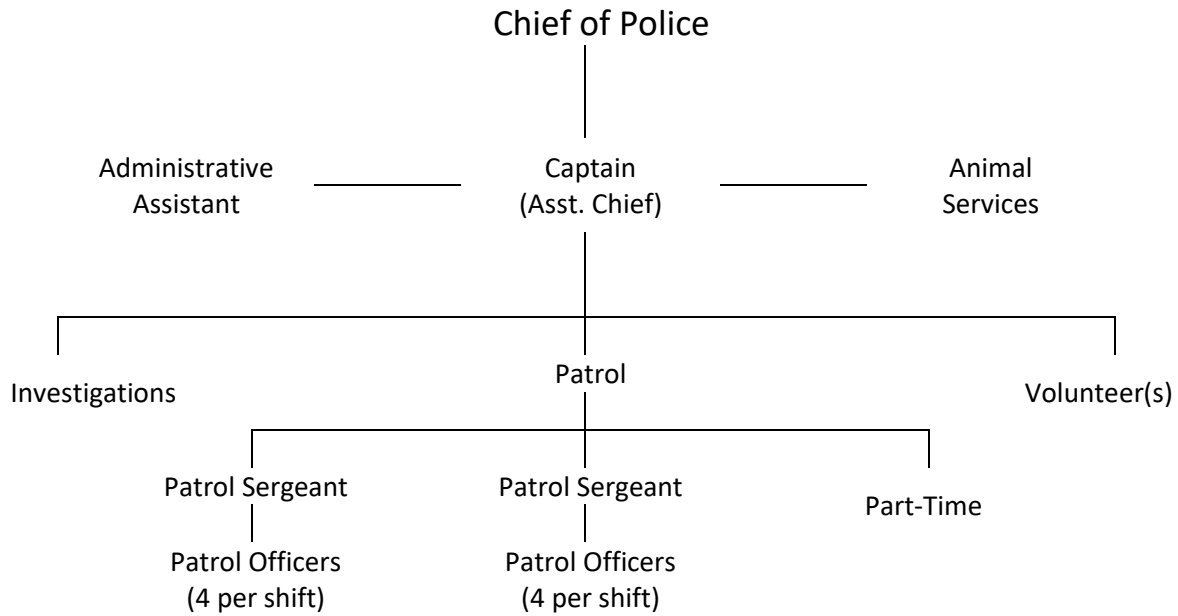 Chief of Police
Administrative
Assistant
Captain
(Asst. Chief)
Animal
Services
Investigations
Patrol
Volunteer(s)
Patrol Sergeant
Patrol Officers
(4 per shift)
Patrol Sergeant
Patrol Officers
(4 per shift)
Part-Time